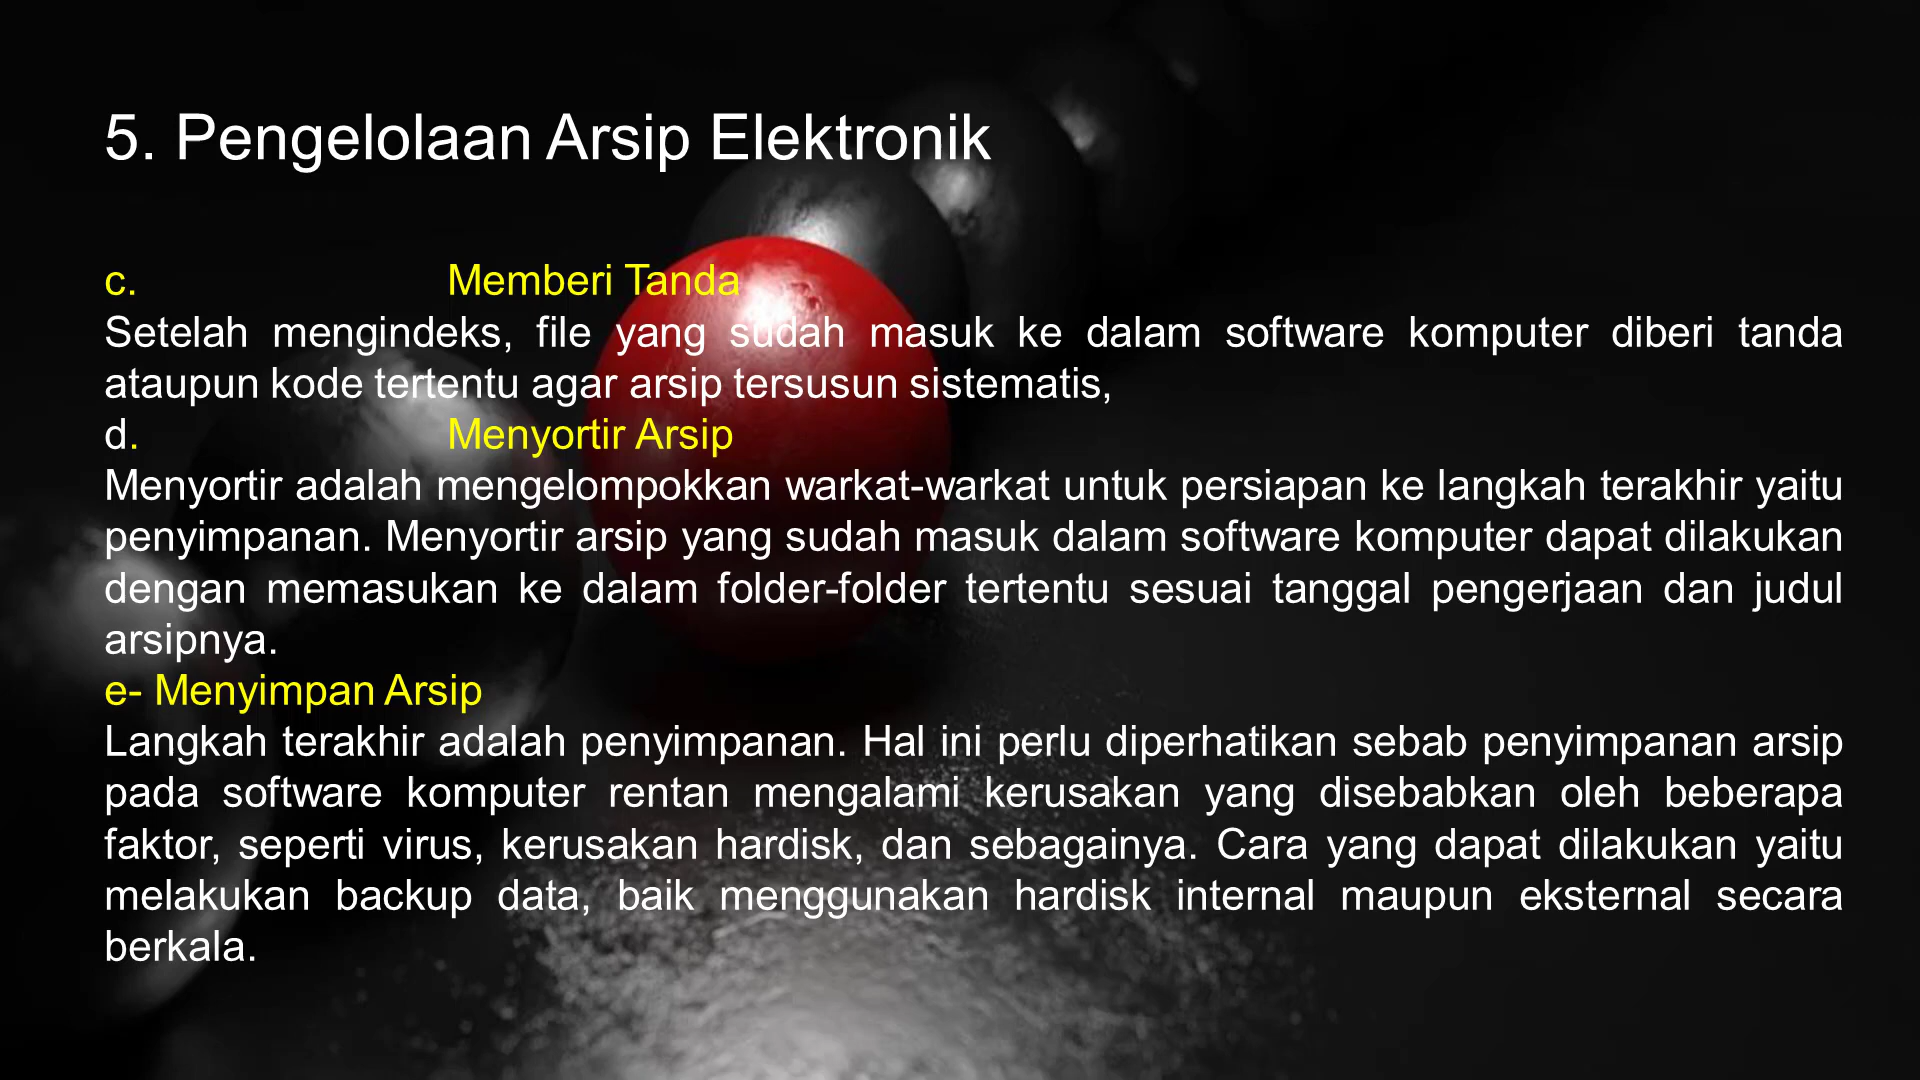 5. Pengelolaan Arsip Elektronik
c. Memberi Tanda
Setelah mengindeks, file yang sudah masuk ke dalam software komputer diberi tanda
ataupun kode tertentu agar arsip tersusun sistematis,
d. Menyortir Arsip
Menyortir adalah mengelompokkan warkat-warkat untuk persiapan ke langkah terakhir yaitu
penyimpanan. Menyortir arsip yang sudah masuk dalam software komputer dapat dilakukan
dengan memasukan ke dalam folder-folder tertentu sesuai tanggal pengerjaan dan judul
arsipnya.
e- Menyimpan Arsip
Langkah terakhir adalah penyimpanan. Hal ini perlu diperhatikan sebab penyimpanan arsip
pada software komputer rentan mengalami kerusakan yang disebabkan oleh beberapa
faktor, seperti virus, kerusakan hardisk, dan sebagainya. Cara yang dapat dilakukan yaitu
melakukan backup data, baik menggunakan hardisk internal maupun eksternal secara
berkala.